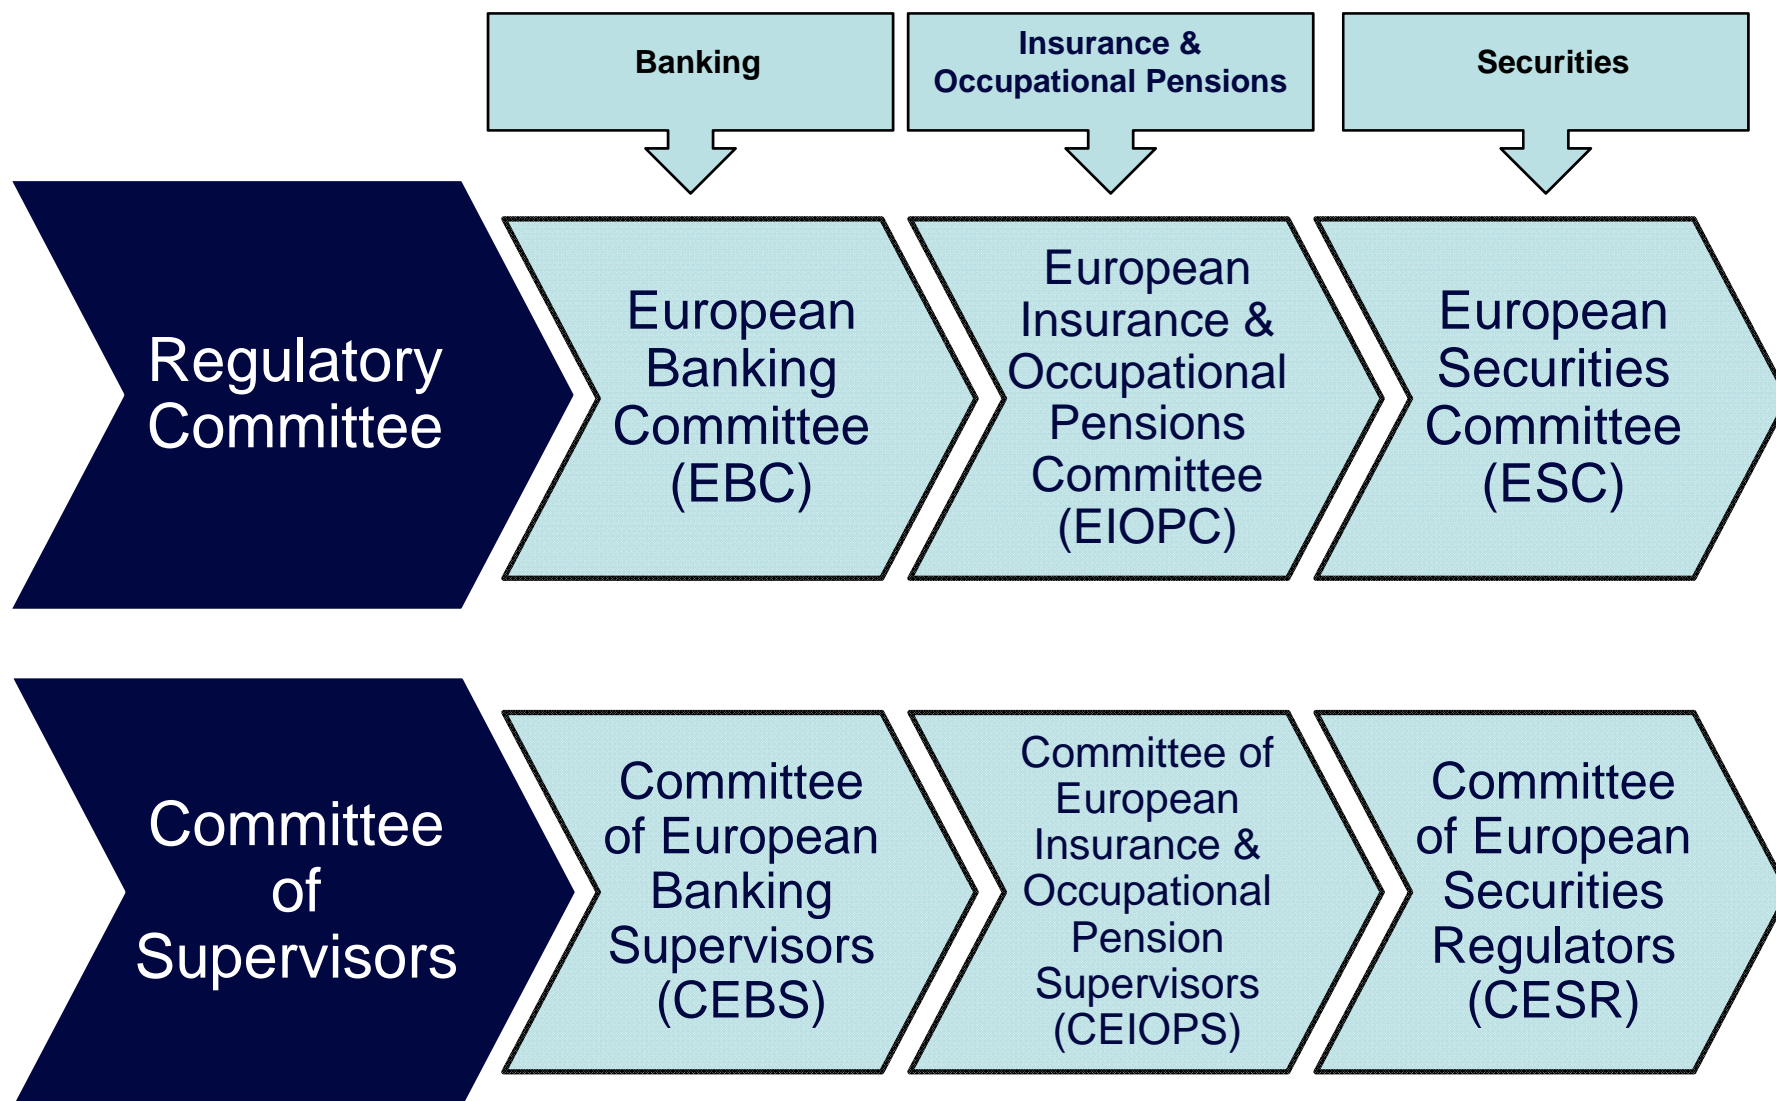 Banking
Insurance &
Occupational Pensions
Securities
Regulatory
Committee
European
Banking
Committee
(EBC)
European
Insurance &
Occupational
Pensions
Committee
(EIOPC)
European
Securities
Committee
(ESC)
Committee
of
Supervisors
Committee
of European
Banking
Supervisors
(CEBS)
Committee of
European
Insurance &
Occupational
Pension
Supervisors
(CEIOPS)
Committee
of European
Securities
Regulators
(CESR)